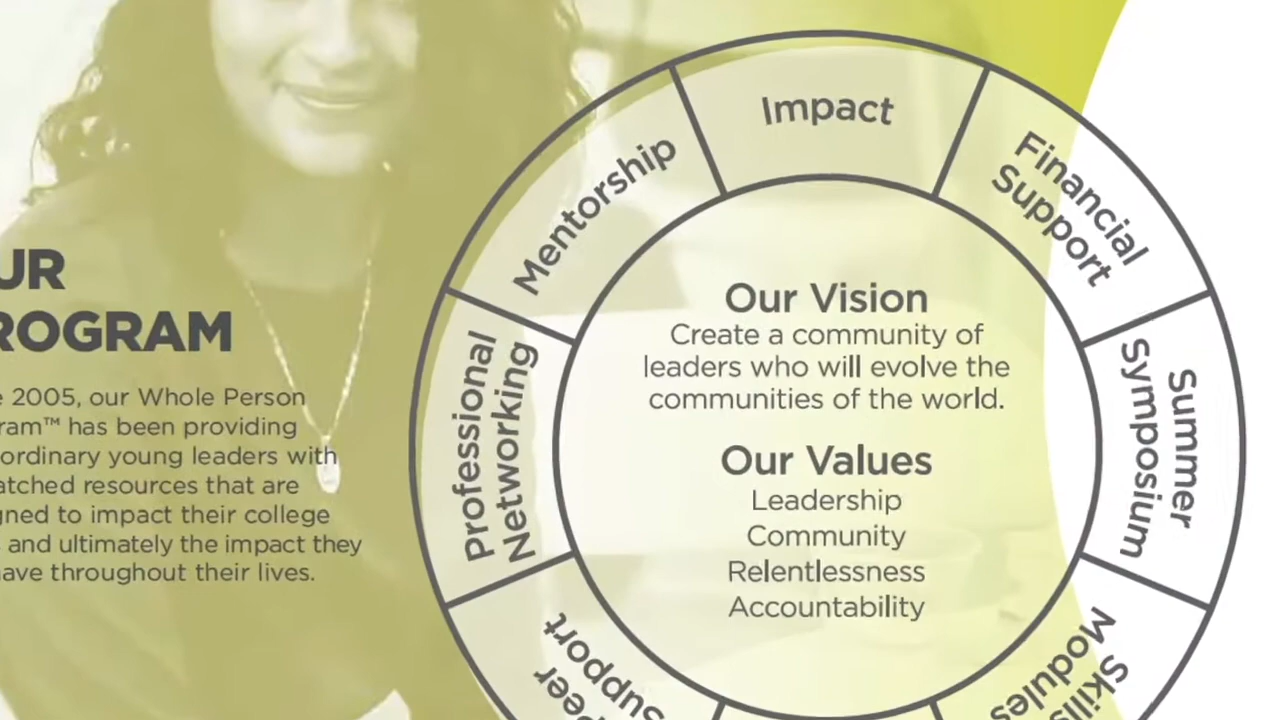 UR
ROGRAM
e 2005, our Whole Person
ram™ has been providing
ordinary young leaders with
atched resources that are
gned to impact their college
and ultimately the impact they
ave throughout their lives.
Impact
Financial
Support
Summer
Symposium
Skills
Modules
Peer
Support
Professional
Networking
Mentorship
Our Vision
Create a community of
leaders who will evolve the
communities of the world.
Our Values
Leadership
Community
Relentlessness
Accountability